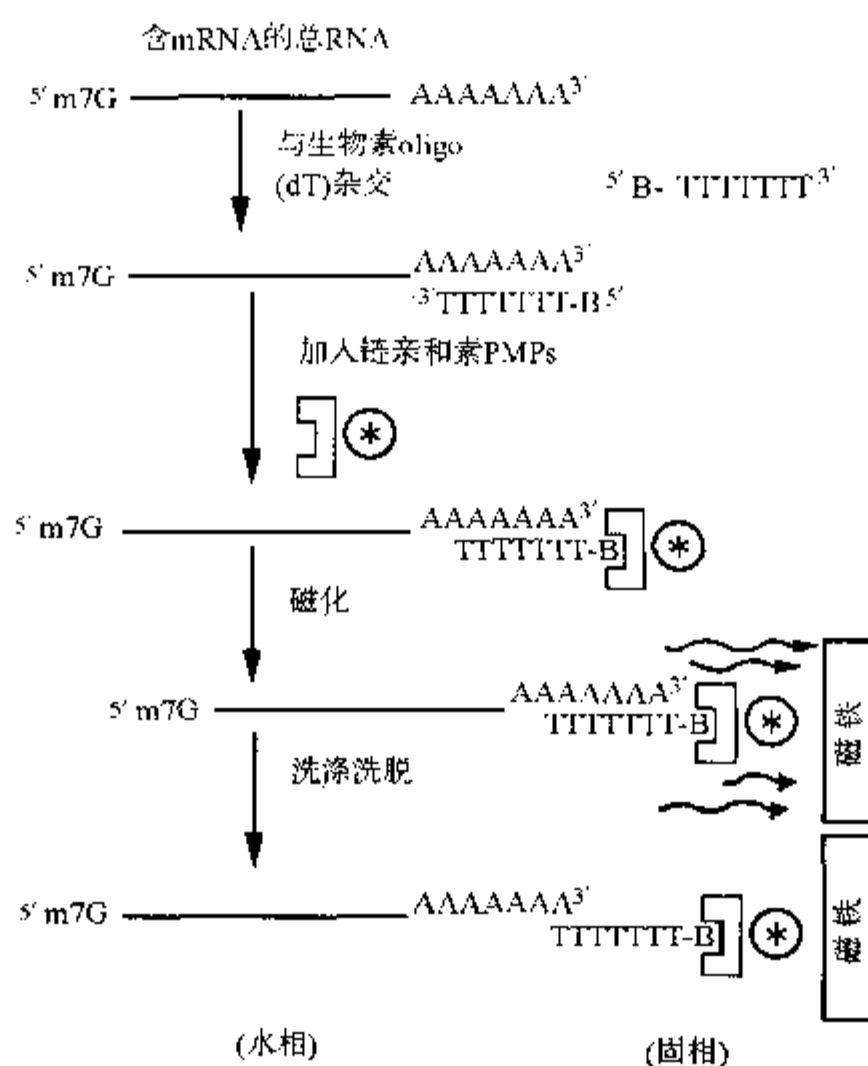 含mRNA的总RNA
5′ m7G AAAAAAA3′
与生物素oligo
(dT)杂交
5′ B- TTTTTTT3′
5′ m7G AAAAAAA3′
3′TTTTTTT-B5′
加入链亲和素PMPs
*
5′ m7G AAAAAAA3′
TTTTTTT-B *
磁化
5′ m7G AAAAAAA3′
TTTTTTT-B *
磁铁
洗涤洗脱
5′ m7G AAAAAAA3′
TTTTTTT-B *
磁铁
(水相) (固相)